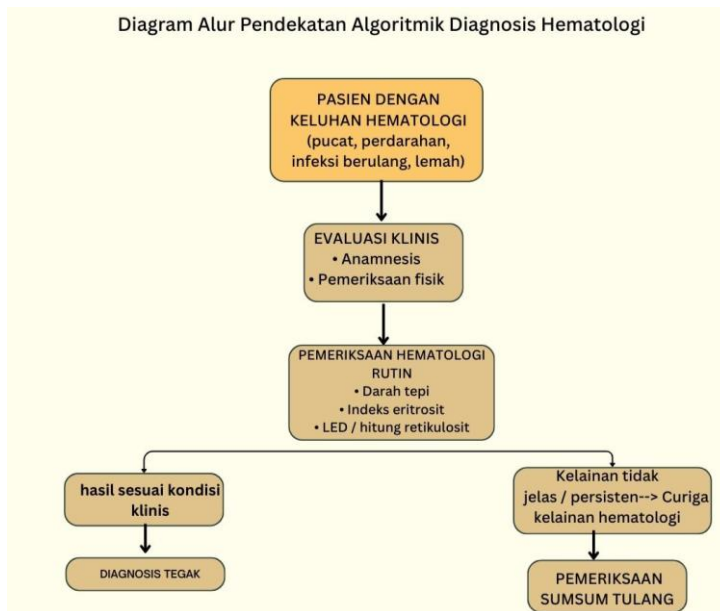 Diagram Alur Pendekatan Algoritmik Diagnosis Hematologi
PASIEN DENGAN
KELUHAN HEMATOLOGI
(pucat, perdarahan,
infeksi berulang, lemah)
EVALUASI KLINIS
• Anamnesis
• Pemeriksaan fisik
PEMERIKSAAN HEMATOLOGI
RUTIN
• Darah tepi
• Indeks eritrosit
• LED / hitung retikulosit
hasil sesuai kondisi
klinis
DIAGNOSIS TEGAK
Kelainan tidak
jelas / persisten--> Curiga
kelainan hematologi
PEMERIKSAAN
SUMSUM TULANG